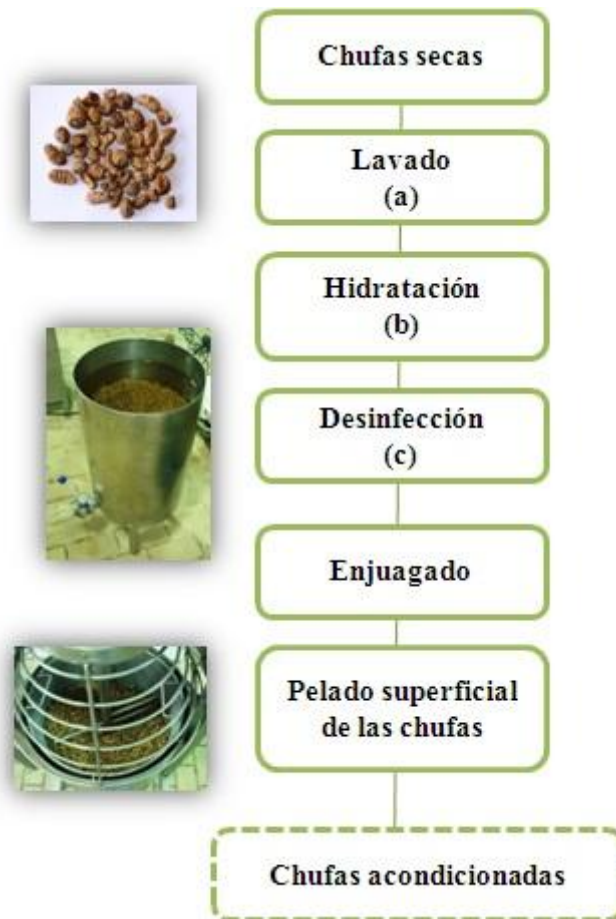 Chufas secas
Lavado
(a)
Hidratación
(b)
Desinfección
(c)
Enjuagado
Pelado superficial
de las chufas
Chufas acondicionadas